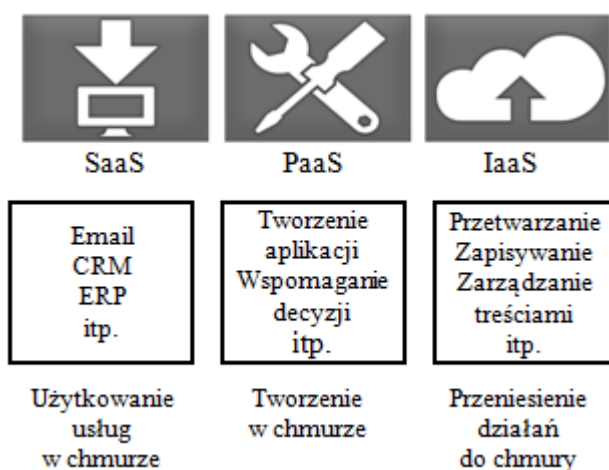 SaaS
PaaS
IaaS
Email
CRM
ERP
itp.
Tworzenie
aplikacji
Wspomaganie
decyzji
itp.
Przetwarzanie
Zapisywanie
Zarządzanie
treściami
itp.
Użytkowanie
usług
w chmurze
Tworzenie
w chmurze
Przeniesienie
działań
do chmury